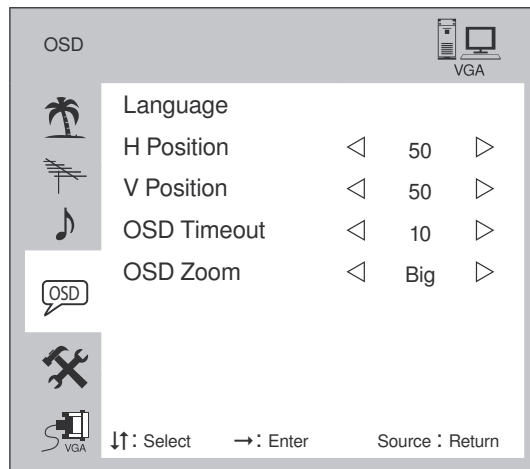 OSD
VGA
Language
H Position ◁ 50 ▷
V Position ◁ 50 ▷
OSD Timeout ◁ 10 ▷
OSD Zoom ◁ Big ▷
OSD
VGA
↓↑: Select →: Enter Source : Return